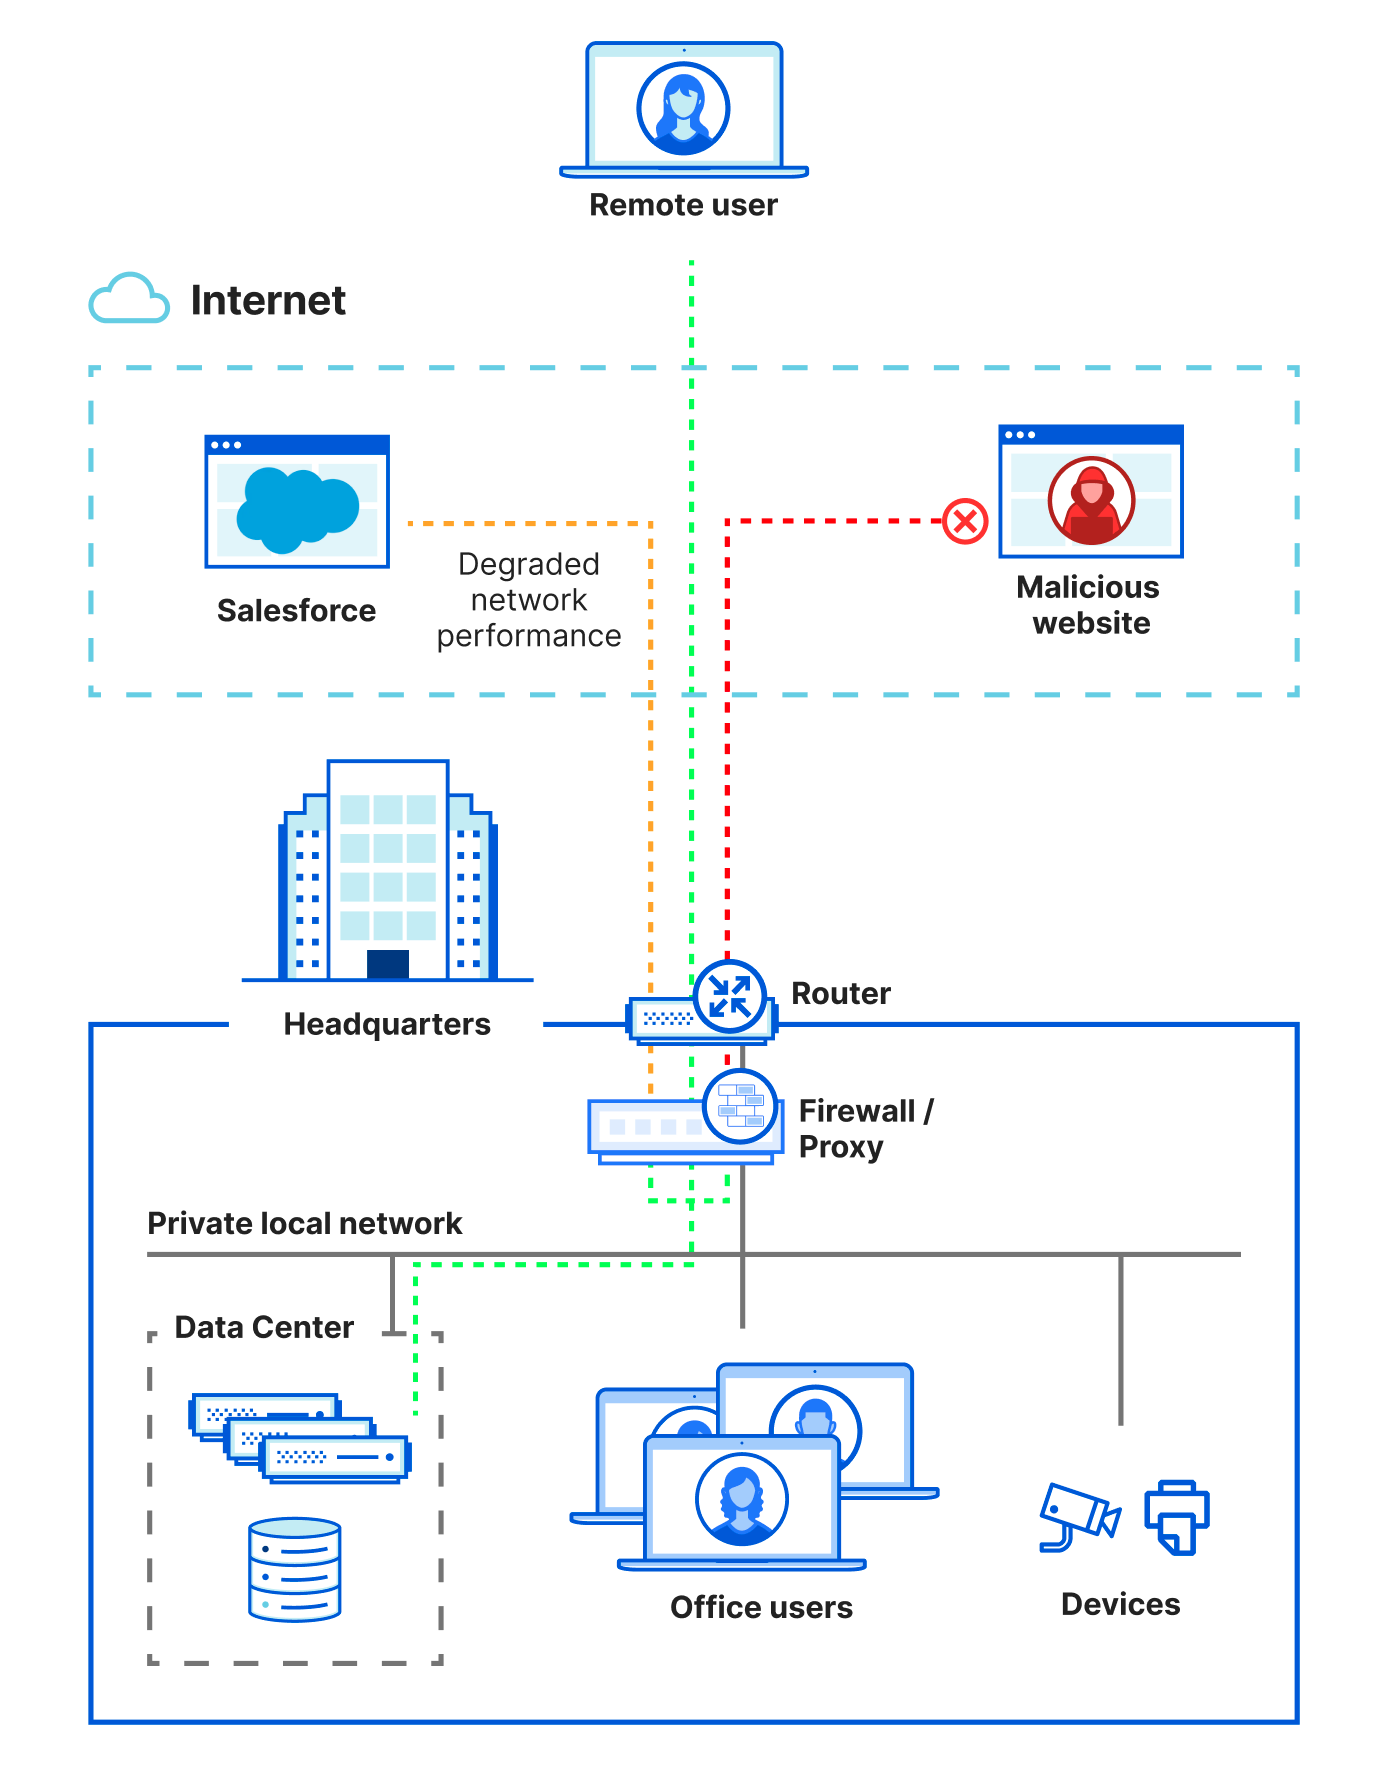 Remote user
Internet
Salesforce
Degraded
network
performance
Malicious
website
Headquarters
Router
Firewall /
Proxy
Private local network
Data Center
Office users
Devices